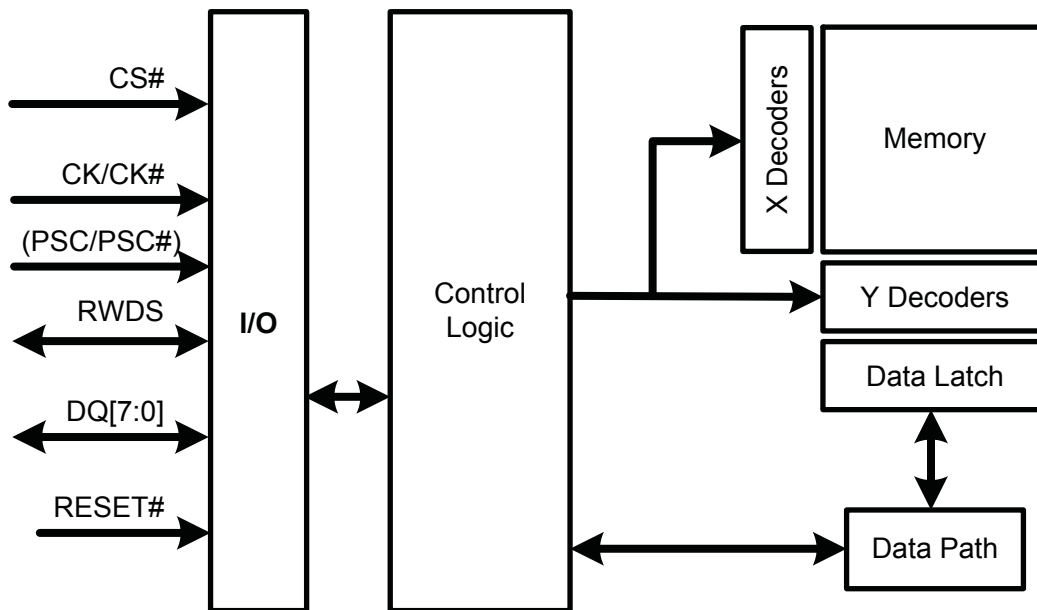 CS#
CK/CK#
(PSC/PSC#)
RWDS
DQ[7:0]
RESET#
I/O
Control
Logic
X Decoders
Memory
Y Decoders
Data Latch
Data Path